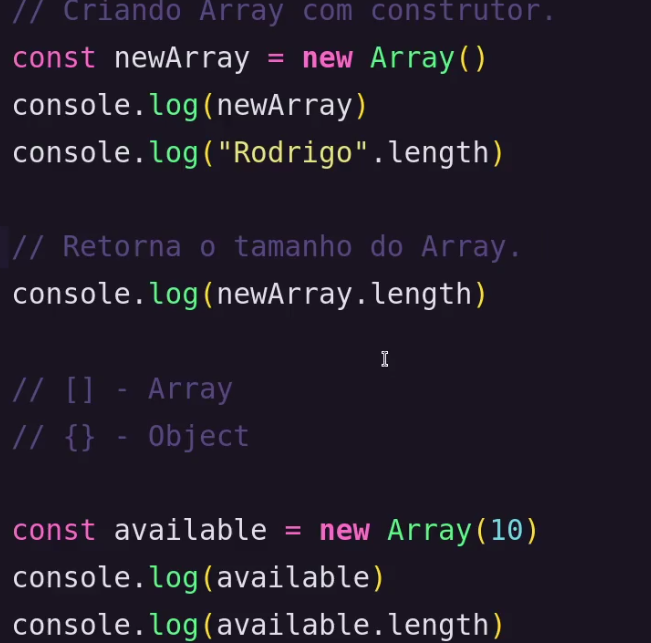 // Criando Array com construtor.
const newArray = new Array()
console.log(newArray)
console.log("Rodrigo".length)
// Retorna o tamanho do Array.
console.log(newArray.length)
// [] - Array
// {} - Object
const available = new Array(10)
console.log(available)
console.log(available.length)